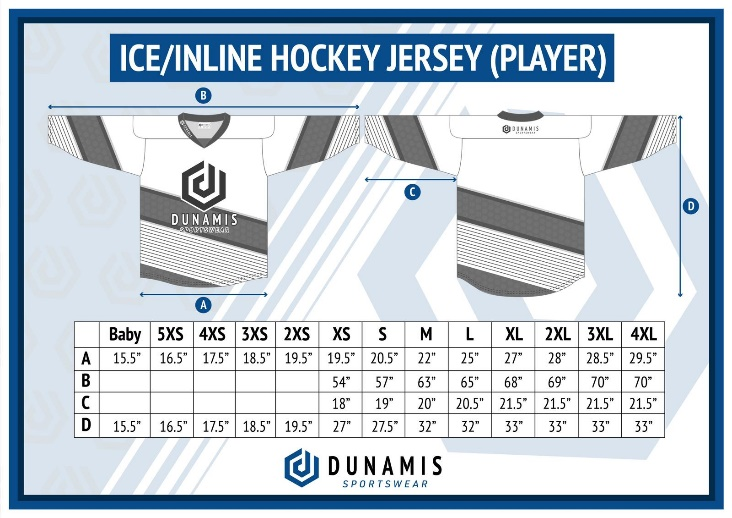 ICE/INLINE HOCKEY JERSEY (PLAYER)
B
DUNAMIS
SPORTSWEAR
C
D
DUNAMIS
SPORTSWEAR
A
Baby 5XS 4XS 3XS 2XS XS S M L XL 2XL 3XL 4XL
A 15.5” 16.5” 17.5” 18.5” 19.5” 19.5” 20.5” 22” 25” 27” 28” 28.5” 29.5”
B 54” 57” 63” 65” 68” 69” 70” 70”
C 18” 19” 20” 20.5” 21.5” 21.5” 21.5” 21.5”
D 15.5” 16.5” 17.5” 18.5” 19.5” 27” 27.5” 32” 32” 33” 33” 33” 33”
DUNAMIS
SPORTSWEAR